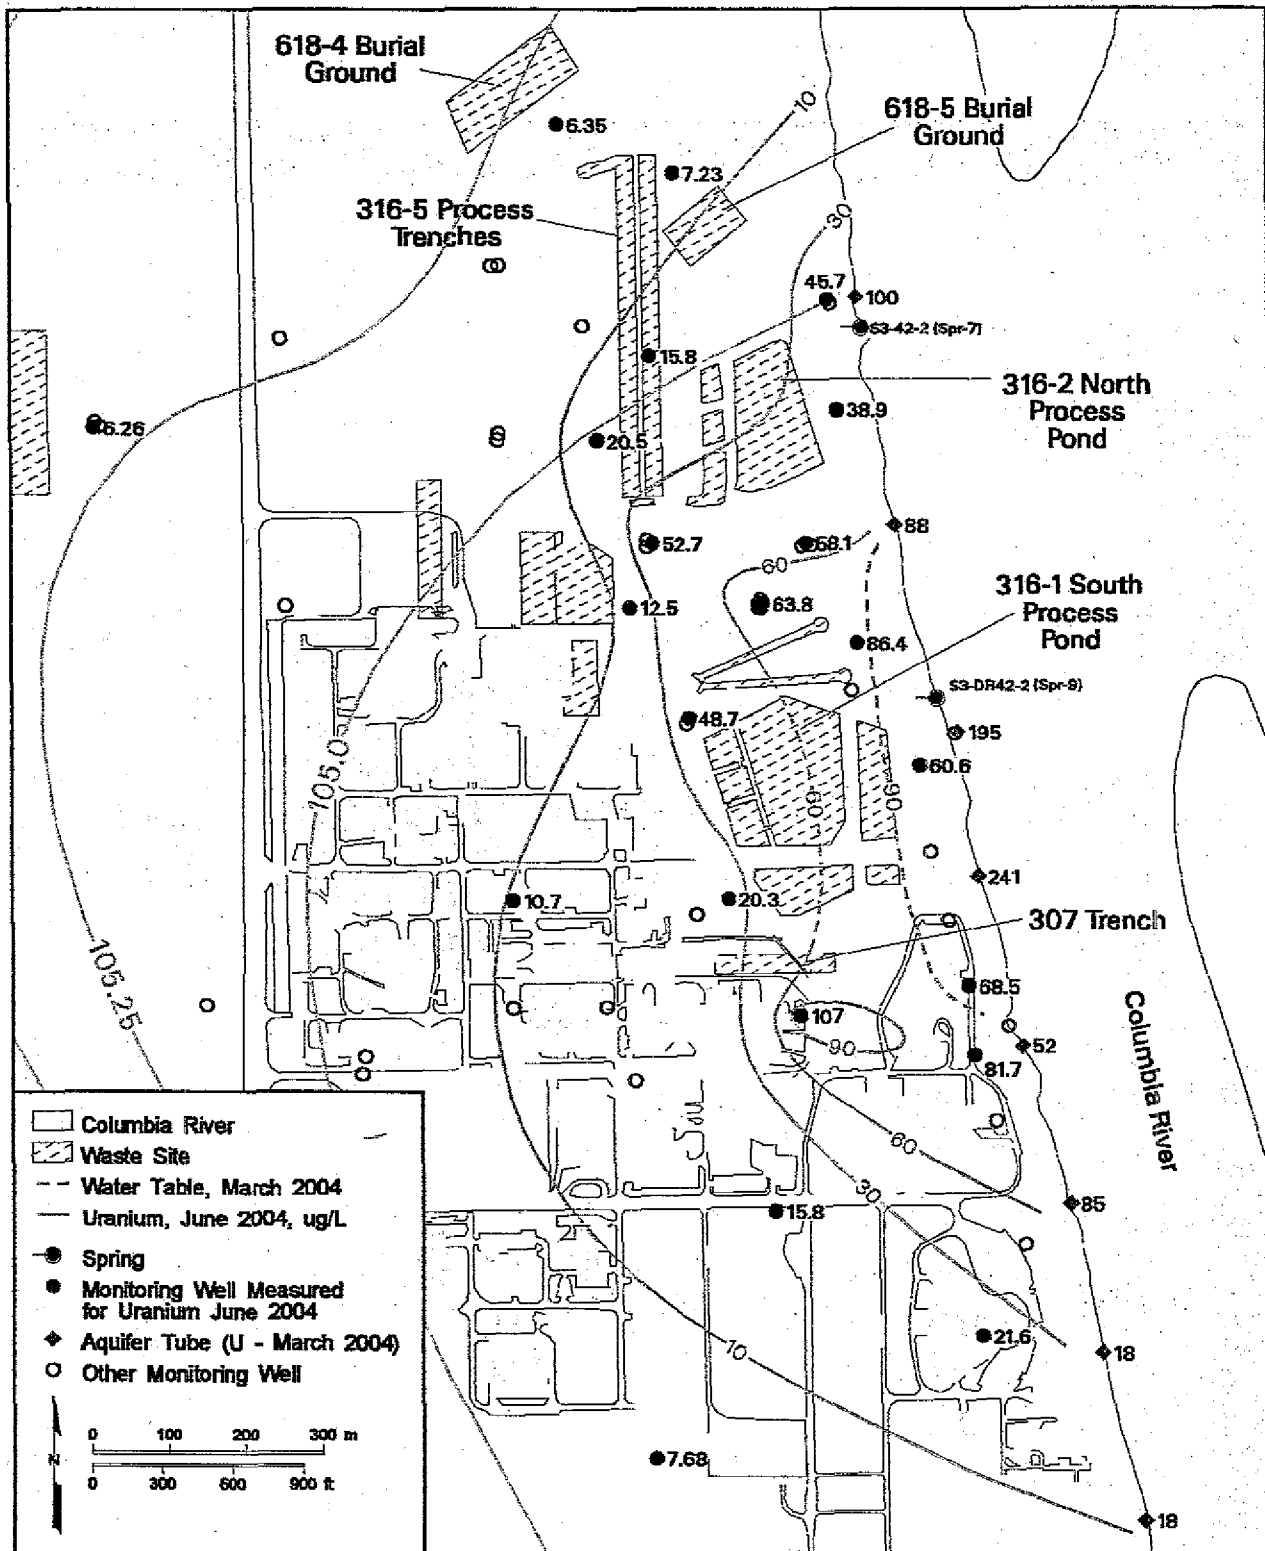 618-4 Burial
Ground
6.35
10
618-5 Burial
Ground
7.23
316-5 Process
Trenches
30
45.7
100
S3-42-2 (Spr-7)
15.8
316-2 North
Process
Pond
38.9
6.26
20.5
88
52.7
58.1
60
316-1 South
Process
Pond
63.8
12.5
86.4
S3-DR42-2 (Spr-9)
48.7
195
105.0
60.6
60
90
241
10.7
20.3
307 Trench
105.25
68.5
Columbia River
107
52
90
81.7
60
30
85
15.8
21.6
10
18
7.68
18
Columbia River
Waste Site
Water Table, March 2004
Uranium, June 2004, ug/L
Spring
Monitoring Well Measured
for Uranium June 2004
Aquifer Tube (U - March 2004)
Other Monitoring Well
N
0 100 200 300 m
0 300 600 900 ft